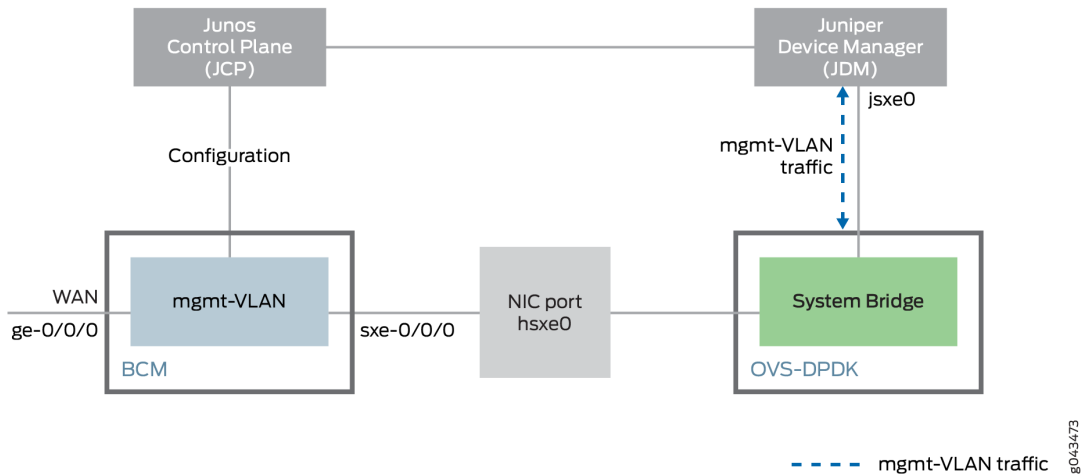 Junos
Control Plane
(JCP)
Juniper
Device Manager
(JDM)
jsxe0
Configuration
mgmt-VLAN
traffic
WAN
ge-0/0/0
mgmt-VLAN
BCM
sxe-0/0/0
NIC port
hsxe0
System Bridge
OVS-DPDK
mgmt-VLAN traffic
g043473